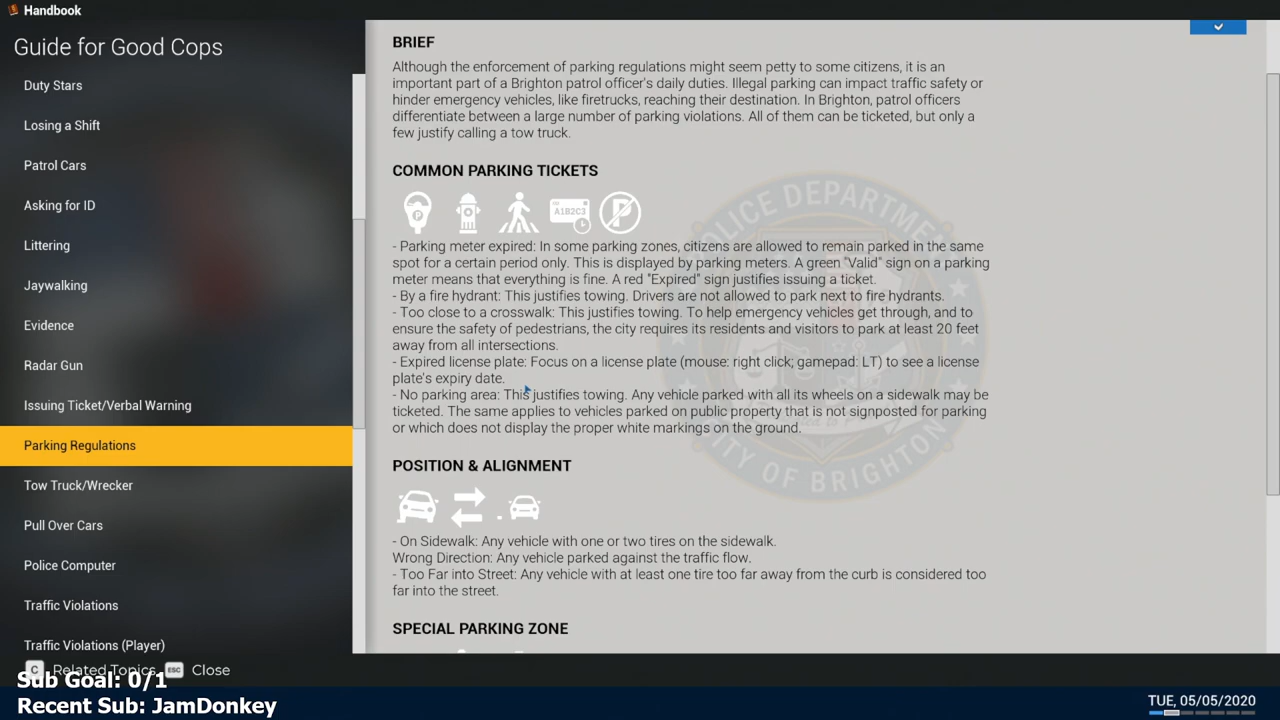 Handbook
Guide for Good Cops
Duty Stars
Losing a Shift
Patrol Cars
Asking for ID
Littering
Jaywalking
Evidence
Radar Gun
Issuing Ticket/Verbal Warning
Parking Regulations
Tow Truck/Wrecker
Pull Over Cars
Police Computer
Traffic Violations
Traffic Violations (Player)
BRIEF
Although the enforcement of parking regulations might seem petty to some citizens, it is an
important part of a Brighton patrol officer's daily duties. Illegal parking can impact traffic safety or
hinder emergency vehicles, like firetrucks, reaching their destination. In Brighton, patrol officers
differentiate between a large number of parking violations. All of them can be ticketed, but only a
few justify calling a tow truck.
COMMON PARKING TICKETS
P
A1B2C3
P
- Parking meter expired: In some parking zones, citizens are allowed to remain parked in the same
spot for a certain period only. This is displayed by parking meters. A green "Valid" sign on a parking
meter means that everything is fine. A red "Expired" sign justifies issuing a ticket.
- By a fire hydrant: This justifies towing. Drivers are not allowed to park next to fire hydrants.
- Too close to a crosswalk: This justifies towing. To help emergency vehicles get through, and to
ensure the safety of pedestrians, the city requires its residents and visitors to park at least 20 feet
away from all intersections.
- Expired license plate: Focus on a license plate (mouse: right click; gamepad: LT) to see a license
plate's expiry date.
- No parking area: This justifies towing. Any vehicle parked with all its wheels on a sidewalk may be
ticketed. The same applies to vehicles parked on public property that is not signposted for parking
or which does not display the proper white markings on the ground.
POSITION & ALIGNMENT
- On Sidewalk: Any vehicle with one or two tires on the sidewalk.
Wrong Direction: Any vehicle parked against the traffic flow.
- Too Far into Street: Any vehicle with at least one tire too far away from the curb is considered too
far into the street.
SPECIAL PARKING ZONE
POLICE DEPARTMENT
CITY OF BRIGHTON
C Related Topics ESC Close
Sub Goal: 0/1
Recent Sub: JamDonkey
TUE, 05/05/2020